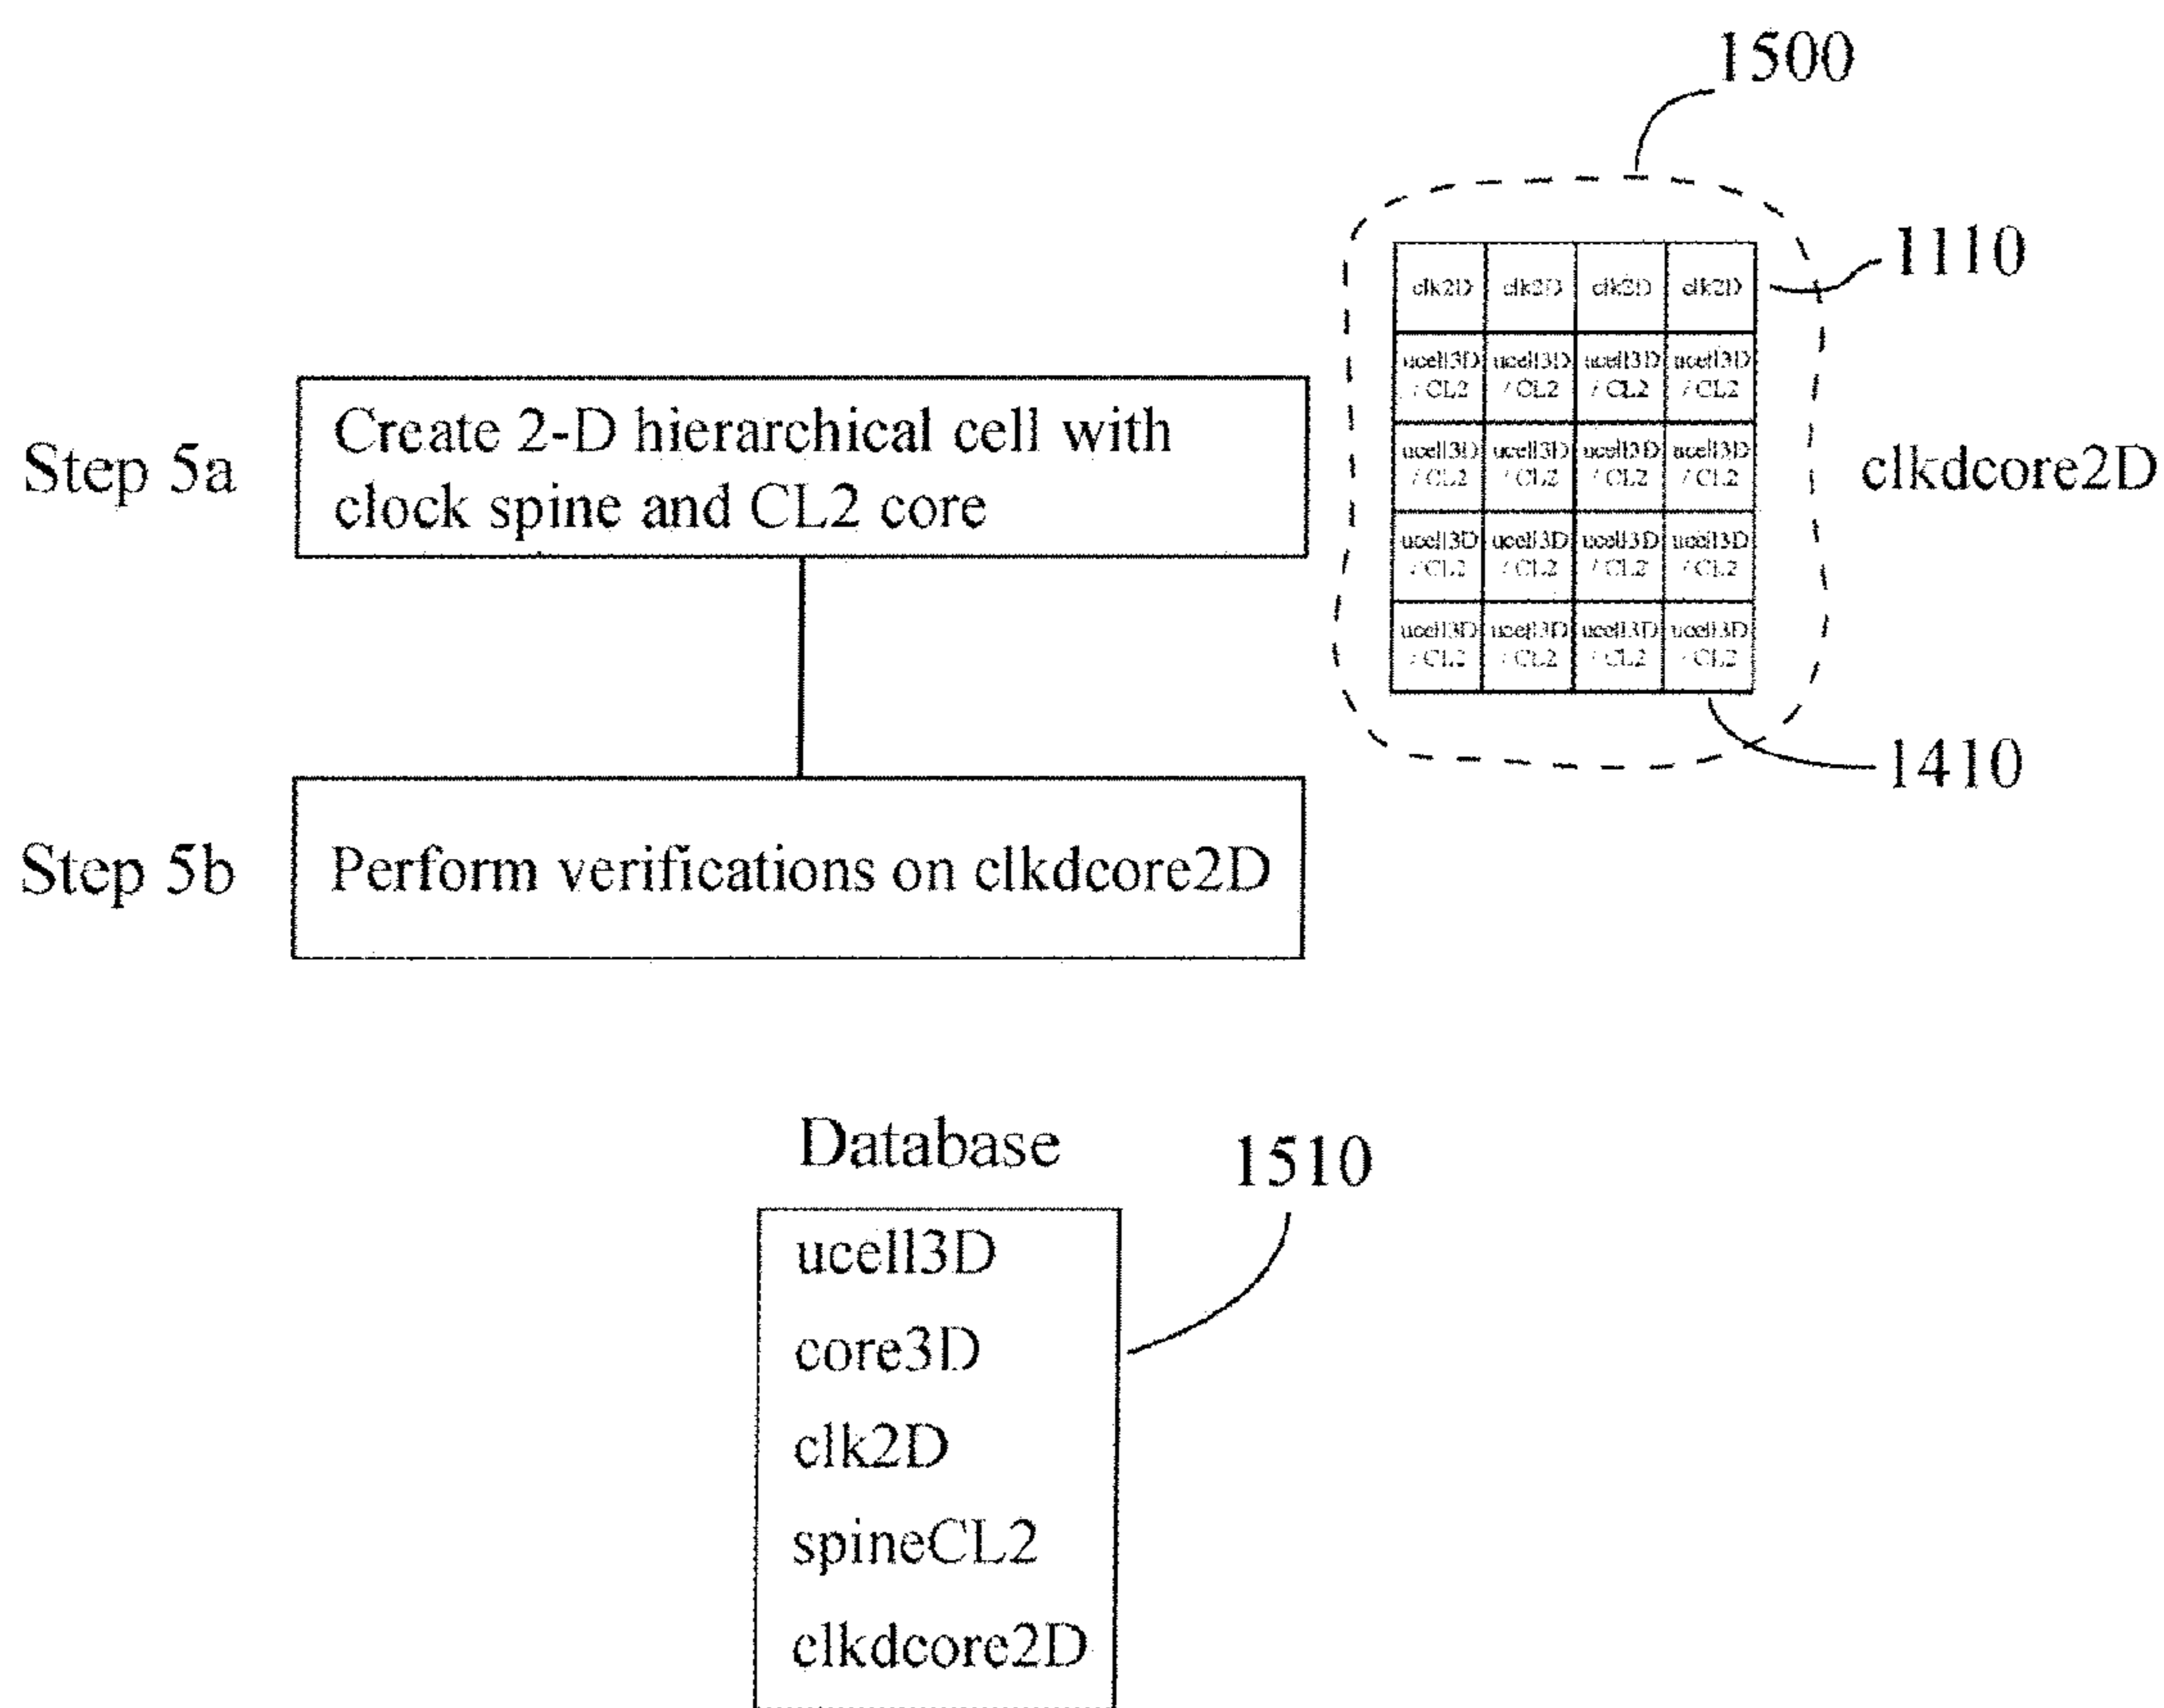 1500
1110
clk2D clk2D clk2D clk2D
ucell3D ucell3D ucell3D ucell3D
/ CL2 / CL2 / CL2 / CL2
Step 5a
Create 2-D hierarchical cell with
clock spine and CL2 core
ucell3D ucell3D ucell3D ucell3D
/ CL2 / CL2 / CL2 / CL2
clkdcore2D
ucell3D ucell3D ucell3D ucell3D
/ CL2 / CL2 / CL2 / CL2
ucell3D ucell3D ucell3D ucell3D
/ CL2 / CL2 / CL2 / CL2
1410
Step 5b
Perform verifications on clkdcore2D
Database
1510
ucell3D
core3D
clk2D
spineCL2
clkdcore2D